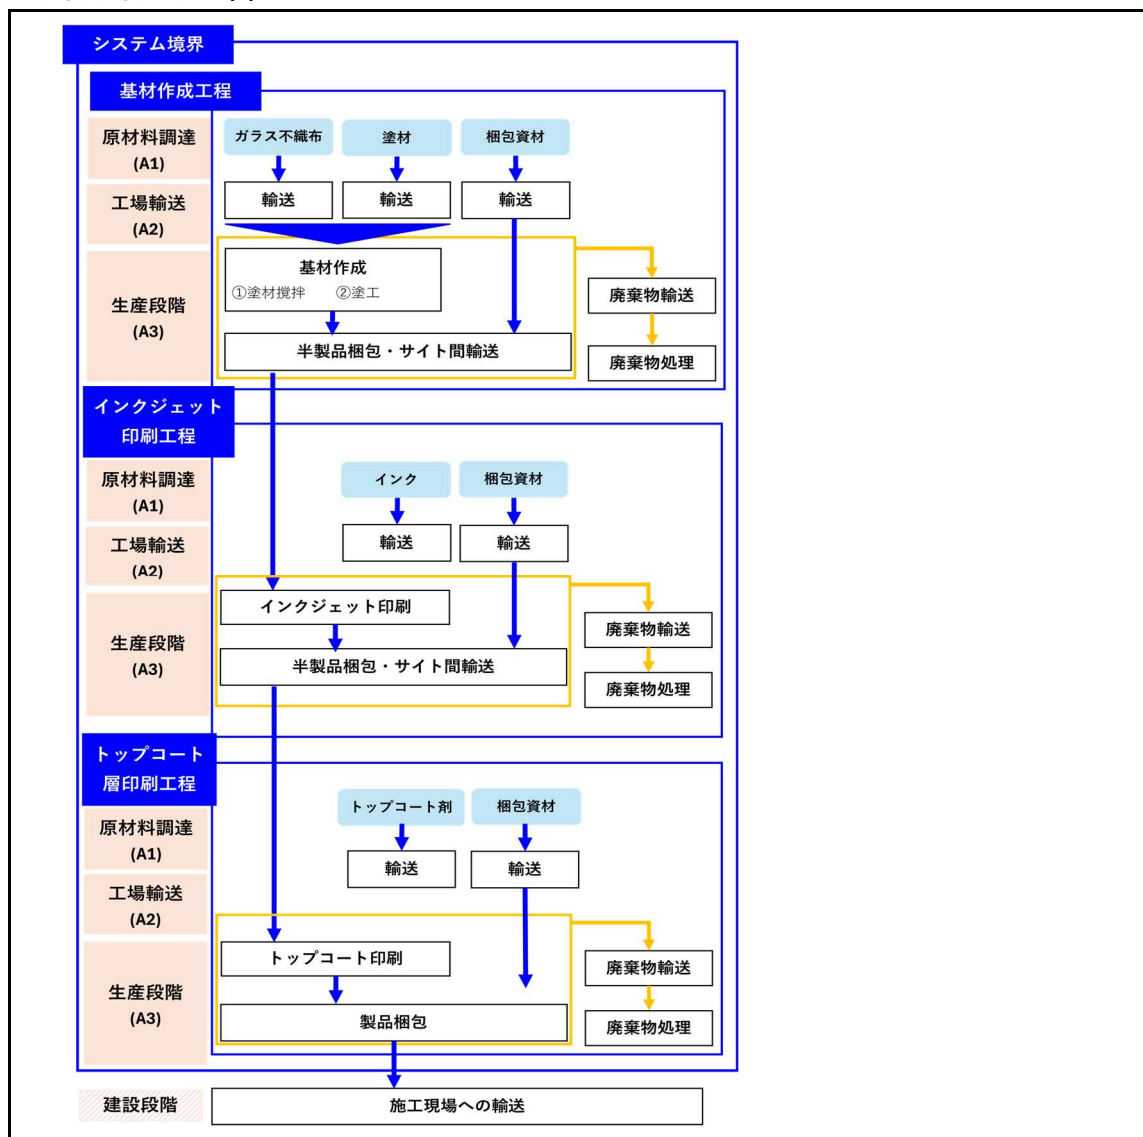 システム境界
基材作成工程
原材料調達
(A1)
ガラス不織布
塗材
梱包資材
工場輸送
(A2)
輸送
輸送
輸送
生産段階
(A3)
基材作成
①塗材撹拌 ②塗工
半製品梱包・サイト間輸送
廃棄物輸送
廃棄物処理
インクジェット
印刷工程
原材料調達
(A1)
インク
梱包資材
工場輸送
(A2)
輸送
輸送
生産段階
(A3)
インクジェット印刷
半製品梱包・サイト間輸送
廃棄物輸送
廃棄物処理
トップコート
層印刷工程
原材料調達
(A1)
トップコート剤
梱包資材
工場輸送
(A2)
輸送
輸送
生産段階
(A3)
トップコート印刷
製品梱包
廃棄物輸送
廃棄物処理
建設段階
施工現場への輸送